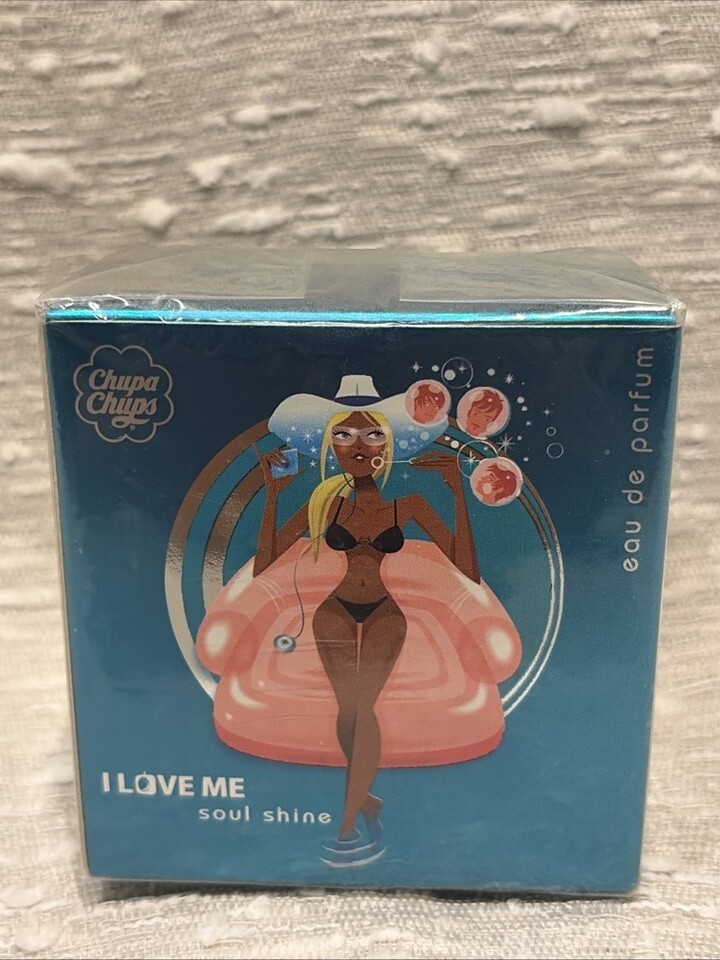 Chupa
Chups
eau de parfum
I LOVE ME
soul shine